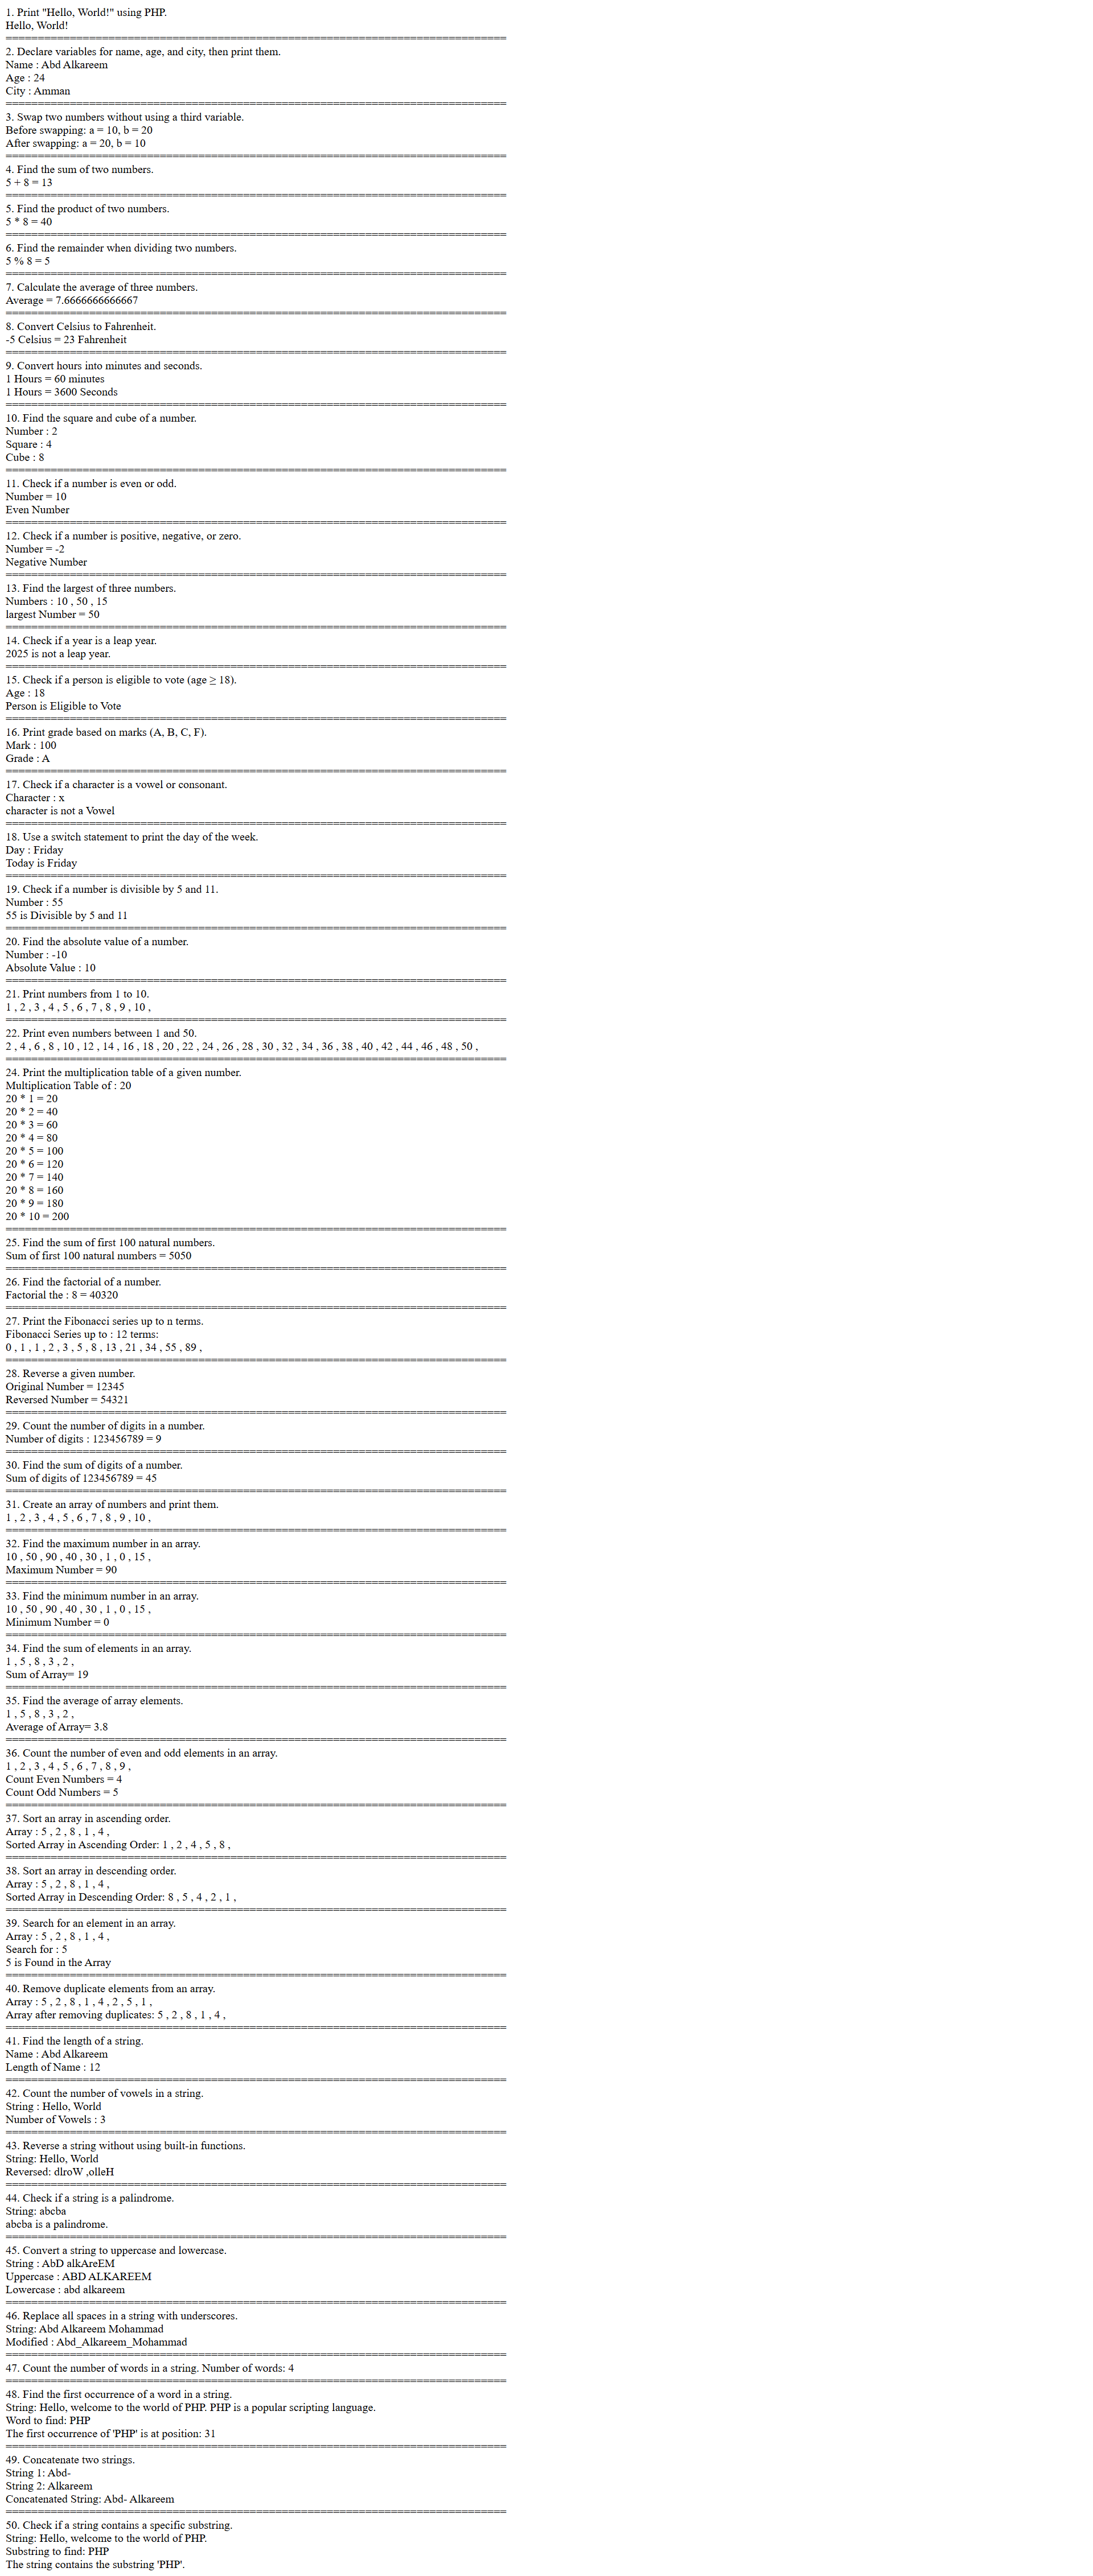 1. Print "Hello, World!" using PHP.
Hello, World!
==============================================================================
2. Declare variables for name, age, and city, then print them.
Name : Abd Alkareem
Age : 24
City : Amman
==============================================================================
3. Swap two numbers without using a third variable.
Before swapping: a = 10, b = 20
After swapping: a = 20, b = 10
==============================================================================
4. Find the sum of two numbers.
5 + 8 = 13
==============================================================================
5. Find the product of two numbers.
5 * 8 = 40
==============================================================================
6. Find the remainder when dividing two numbers.
5 % 8 = 5
==============================================================================
7. Calculate the average of three numbers.
Average = 7.6666666666667
==============================================================================
8. Convert Celsius to Fahrenheit.
-5 Celsius = 23 Fahrenheit
==============================================================================
9. Convert hours into minutes and seconds.
1 Hours = 60 minutes
1 Hours = 3600 Seconds
==============================================================================
10. Find the square and cube of a number.
Number : 2
Square : 4
Cube : 8
==============================================================================
11. Check if a number is even or odd.
Number = 10
Even Number
==============================================================================
12. Check if a number is positive, negative, or zero.
Number = -2
Negative Number
==============================================================================
13. Find the largest of three numbers.
Numbers : 10 , 50 , 15
largest Number = 50
==============================================================================
14. Check if a year is a leap year.
2025 is not a leap year.
==============================================================================
15. Check if a person is eligible to vote (age ≥ 18).
Age : 18
Person is Eligible to Vote
==============================================================================
16. Print grade based on marks (A, B, C, F).
Mark : 100
Grade : A
==============================================================================
17. Check if a character is a vowel or consonant.
Character : x
character is not a Vowel
==============================================================================
18. Use a switch statement to print the day of the week.
Day : Friday
Today is Friday
==============================================================================
19. Check if a number is divisible by 5 and 11.
Number : 55
55 is Divisible by 5 and 11
==============================================================================
20. Find the absolute value of a number.
Number : -10
Absolute Value : 10
==============================================================================
21. Print numbers from 1 to 10.
1 , 2 , 3 , 4 , 5 , 6 , 7 , 8 , 9 , 10 ,
==============================================================================
22. Print even numbers between 1 and 50.
2 , 4 , 6 , 8 , 10 , 12 , 14 , 16 , 18 , 20 , 22 , 24 , 26 , 28 , 30 , 32 , 34 , 36 , 38 , 40 , 42 , 44 , 46 , 48 , 50 ,
==============================================================================
24. Print the multiplication table of a given number.
Multiplication Table of : 20
20 * 1 = 20
20 * 2 = 40
20 * 3 = 60
20 * 4 = 80
20 * 5 = 100
20 * 6 = 120
20 * 7 = 140
20 * 8 = 160
20 * 9 = 180
20 * 10 = 200
==============================================================================
25. Find the sum of first 100 natural numbers.
Sum of first 100 natural numbers = 5050
==============================================================================
26. Find the factorial of a number.
Factorial the : 8 = 40320
==============================================================================
27. Print the Fibonacci series up to n terms.
Fibonacci Series up to : 12 terms:
0 , 1 , 1 , 2 , 3 , 5 , 8 , 13 , 21 , 34 , 55 , 89 ,
==============================================================================
28. Reverse a given number.
Original Number = 12345
Reversed Number = 54321
==============================================================================
29. Count the number of digits in a number.
Number of digits : 123456789 = 9
==============================================================================
30. Find the sum of digits of a number.
Sum of digits of 123456789 = 45
==============================================================================
31. Create an array of numbers and print them.
1 , 2 , 3 , 4 , 5 , 6 , 7 , 8 , 9 , 10 ,
==============================================================================
32. Find the maximum number in an array.
10 , 50 , 90 , 40 , 30 , 1 , 0 , 15 ,
Maximum Number = 90
==============================================================================
33. Find the minimum number in an array.
10 , 50 , 90 , 40 , 30 , 1 , 0 , 15 ,
Minimum Number = 0
==============================================================================
34. Find the sum of elements in an array.
1 , 5 , 8 , 3 , 2 ,
Sum of Array= 19
==============================================================================
35. Find the average of array elements.
1 , 5 , 8 , 3 , 2 ,
Average of Array= 3.8
==============================================================================
36. Count the number of even and odd elements in an array.
1 , 2 , 3 , 4 , 5 , 6 , 7 , 8 , 9 ,
Count Even Numbers = 4
Count Odd Numbers = 5
==============================================================================
37. Sort an array in ascending order.
Array : 5 , 2 , 8 , 1 , 4 ,
Sorted Array in Ascending Order: 1 , 2 , 4 , 5 , 8 ,
==============================================================================
38. Sort an array in descending order.
Array : 5 , 2 , 8 , 1 , 4 ,
Sorted Array in Descending Order: 8 , 5 , 4 , 2 , 1 ,
==============================================================================
39. Search for an element in an array.
Array : 5 , 2 , 8 , 1 , 4 ,
Search for : 5
5 is Found in the Array
==============================================================================
40. Remove duplicate elements from an array.
Array : 5 , 2 , 8 , 1 , 4 , 2 , 5 , 1 ,
Array after removing duplicates: 5 , 2 , 8 , 1 , 4 ,
==============================================================================
41. Find the length of a string.
Name : Abd Alkareem
Length of Name : 12
==============================================================================
42. Count the number of vowels in a string.
String : Hello, World
Number of Vowels : 3
==============================================================================
43. Reverse a string without using built-in functions.
String: Hello, World
Reversed: dlroW ,olleH
==============================================================================
44. Check if a string is a palindrome.
String: abcba
abcba is a palindrome.
==============================================================================
45. Convert a string to uppercase and lowercase.
String : AbD alkAreEM
Uppercase : ABD ALKAREEM
Lowercase : abd alkareem
==============================================================================
46. Replace all spaces in a string with underscores.
String: Abd Alkareem Mohammad
Modified : Abd_Alkareem_Mohammad
==============================================================================
47. Count the number of words in a string. Number of words: 4
==============================================================================
48. Find the first occurrence of a word in a string.
String: Hello, welcome to the world of PHP. PHP is a popular scripting language.
Word to find: PHP
The first occurrence of 'PHP' is at position: 31
==============================================================================
49. Concatenate two strings.
String 1: Abd-
String 2: Alkareem
Concatenated String: Abd- Alkareem
==============================================================================
50. Check if a string contains a specific substring.
String: Hello, welcome to the world of PHP.
Substring to find: PHP
The string contains the substring 'PHP'.